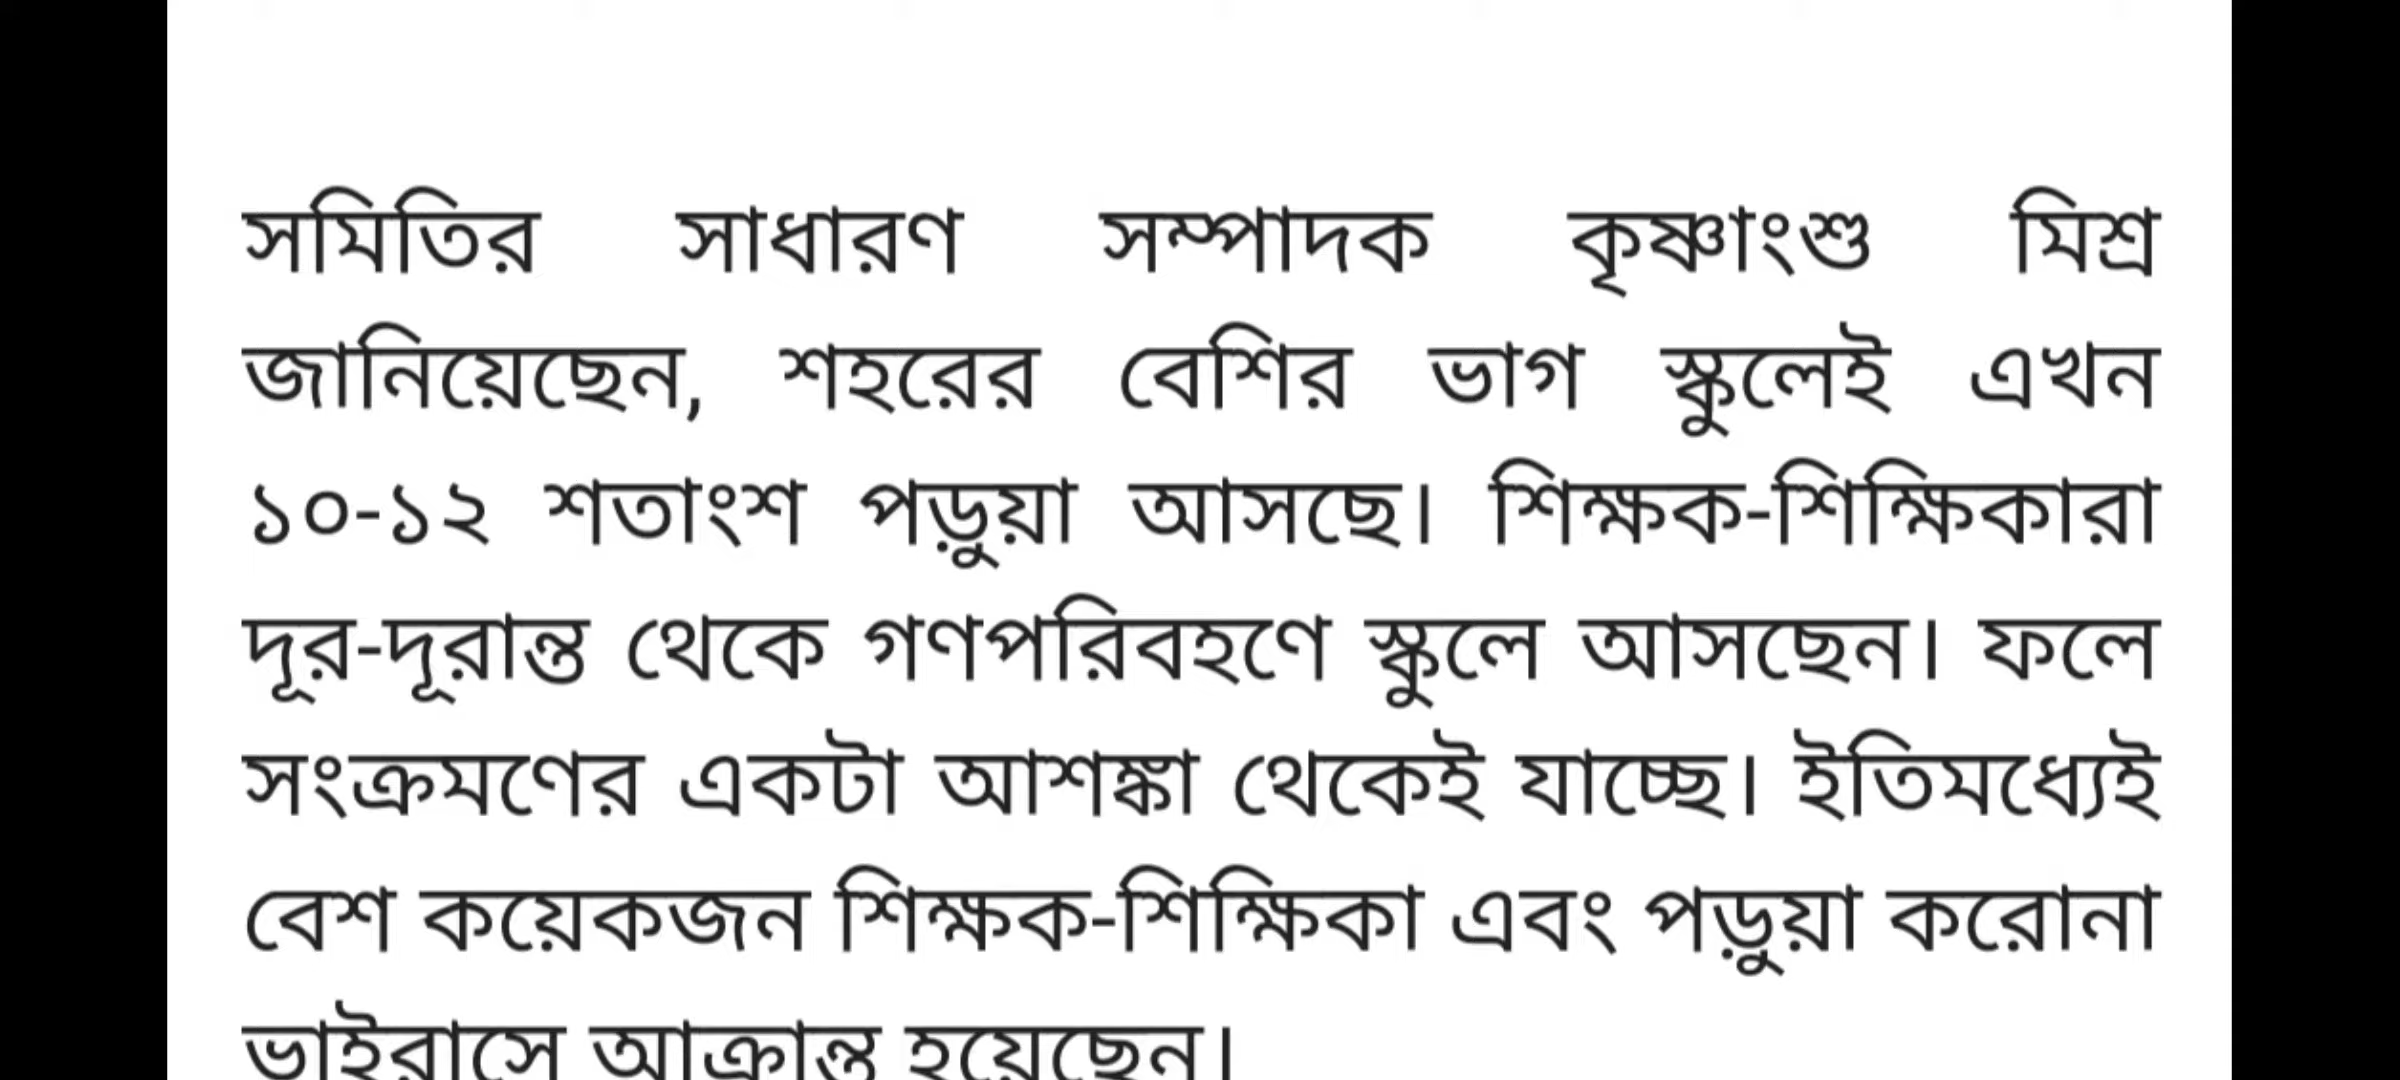 সমিতির সাধারণ সম্পাদক কৃষ্ণাংশু মিশ্র
জানিয়েছেন, শহরের বেশির ভাগ স্কুলেই এখন
১০-১২ শতাংশ পড়ুয়া আসছে। শিক্ষক-শিক্ষিকারা
দূর-দূরান্ত থেকে গণপরিবহণে স্কুলে আসছেন। ফলে
সংক্রমণের একটা আশঙ্কা থেকেই যাচ্ছে। ইতিমধ্যেই
বেশ কয়েকজন শিক্ষক-শিক্ষিকা এবং পড়ুয়া করোনা
ভাইরাসে আক্রান্ত হয়েছেন।